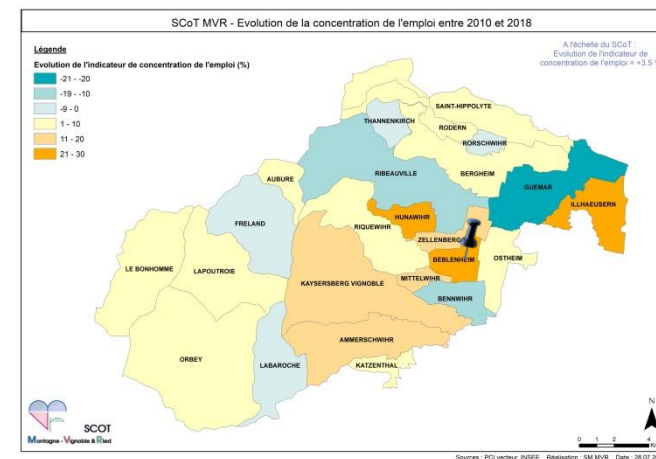 SCoT MVR - Evolution de la concentration de l'emploi entre 2010 et 2018
Légende
Evolution de l'indicateur de concentration de l'emploi (%)
-21 - -20
-19 - -10
-9 - 0
1 - 10
11 - 20
21 - 30
A l'échelle du SCoT :
Evolution de l'indicateur de
concentration de l'emploi = +3.5
SAINT-HIPPOLYTE
THANNENKIRCH
RODERN
RORSCHWIHR
RIBEAUVILLE
BERGHEIM
AUBURE
GUEMAR
ILLHAEUSERN
HUNAWIHR
FRELAND
RIQUEWIHR
ZELLENBERG
BEBLENHEIM
OSTHEIM
LE BONHOMME
LAPOUTROIE
MITTELWIHR
KAYSERSBERG VIGNOBLE
BENNWIHR
AMMERSCHWIHR
ORBEY
LABAROCHE
KATZENTHAL
SCOT
Montagne - Vignoble & Ried
N
0 1 2 4
Sources : PCI vecteur, INSEE Réalisation : SM MVR Date : 28.07.2